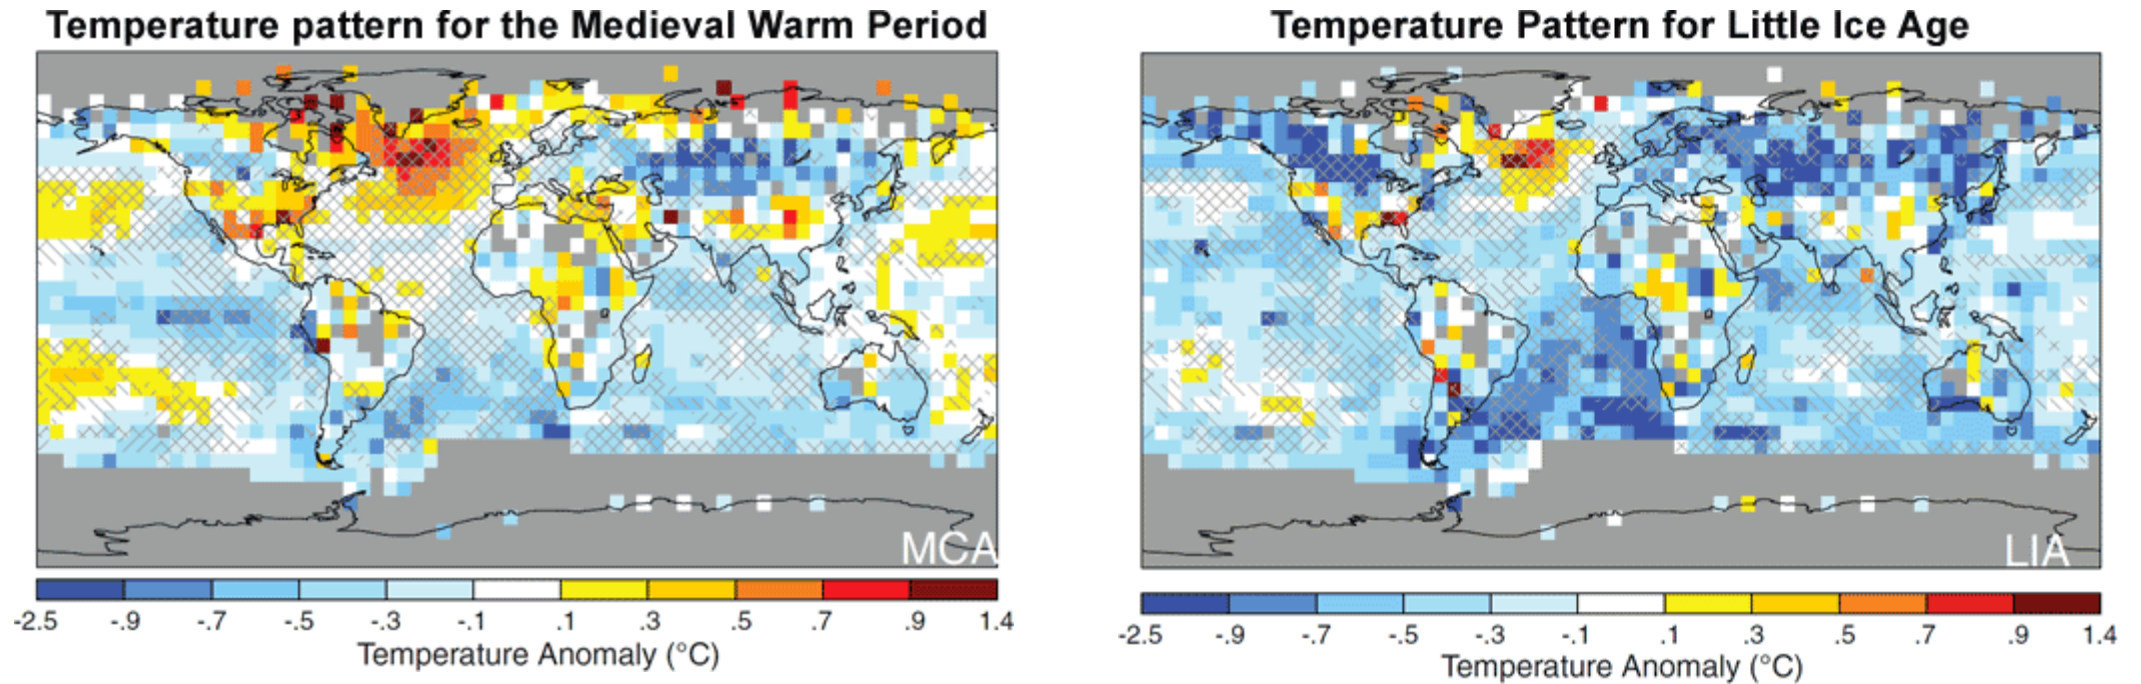 Temperature pattern for the Medieval Warm Period
MCA
-2.5 -.9 -.7 -.5 -.3 -.1 .1 .3 .5 .7 .9 1.4
Temperature Anomaly (°C)
Temperature Pattern for Little Ice Age
LIA
-2.5 -.9 -.7 -.5 -.3 -.1 .1 .3 .5 .7 .9 1.4
Temperature Anomaly (°C)